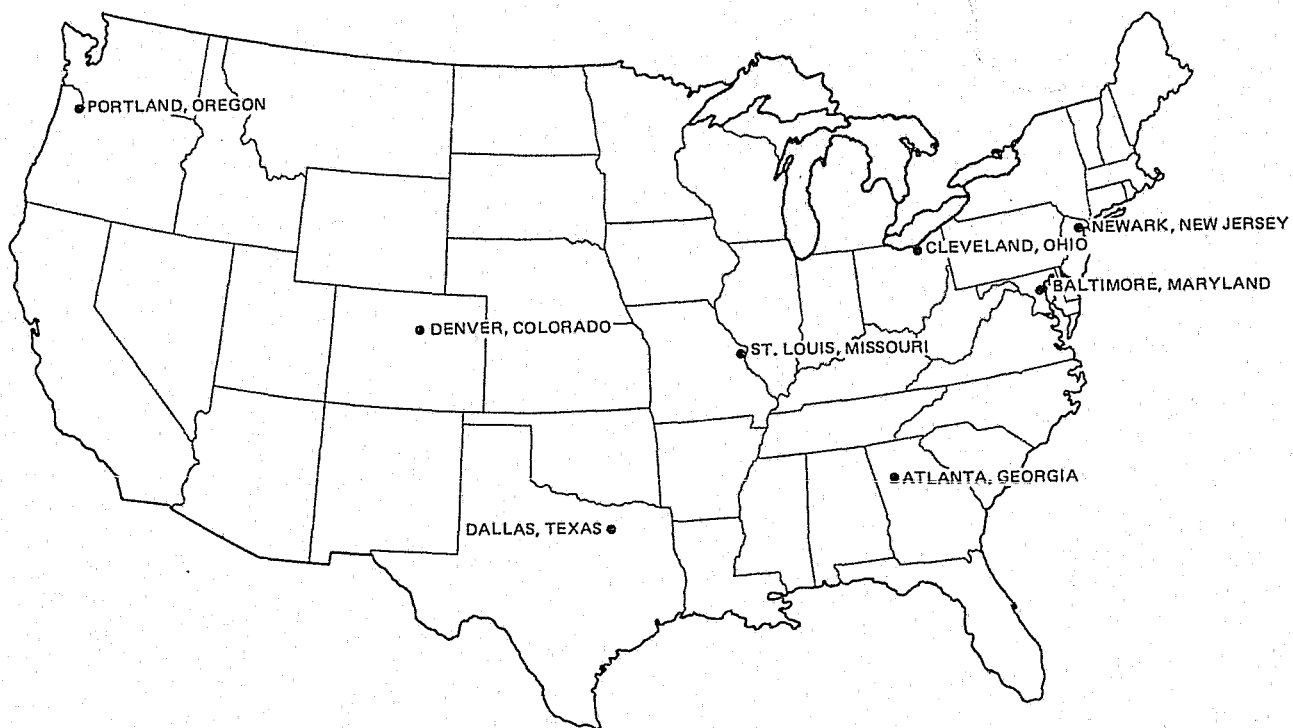 PORTLAND, OREGON
NEWARK, NEW JERSEY
CLEVELAND, OHIO
BALTIMORE, MARYLAND
DENVER, COLORADO
ST. LOUIS, MISSOURI
ATLANTA, GEORGIA
DALLAS, TEXAS